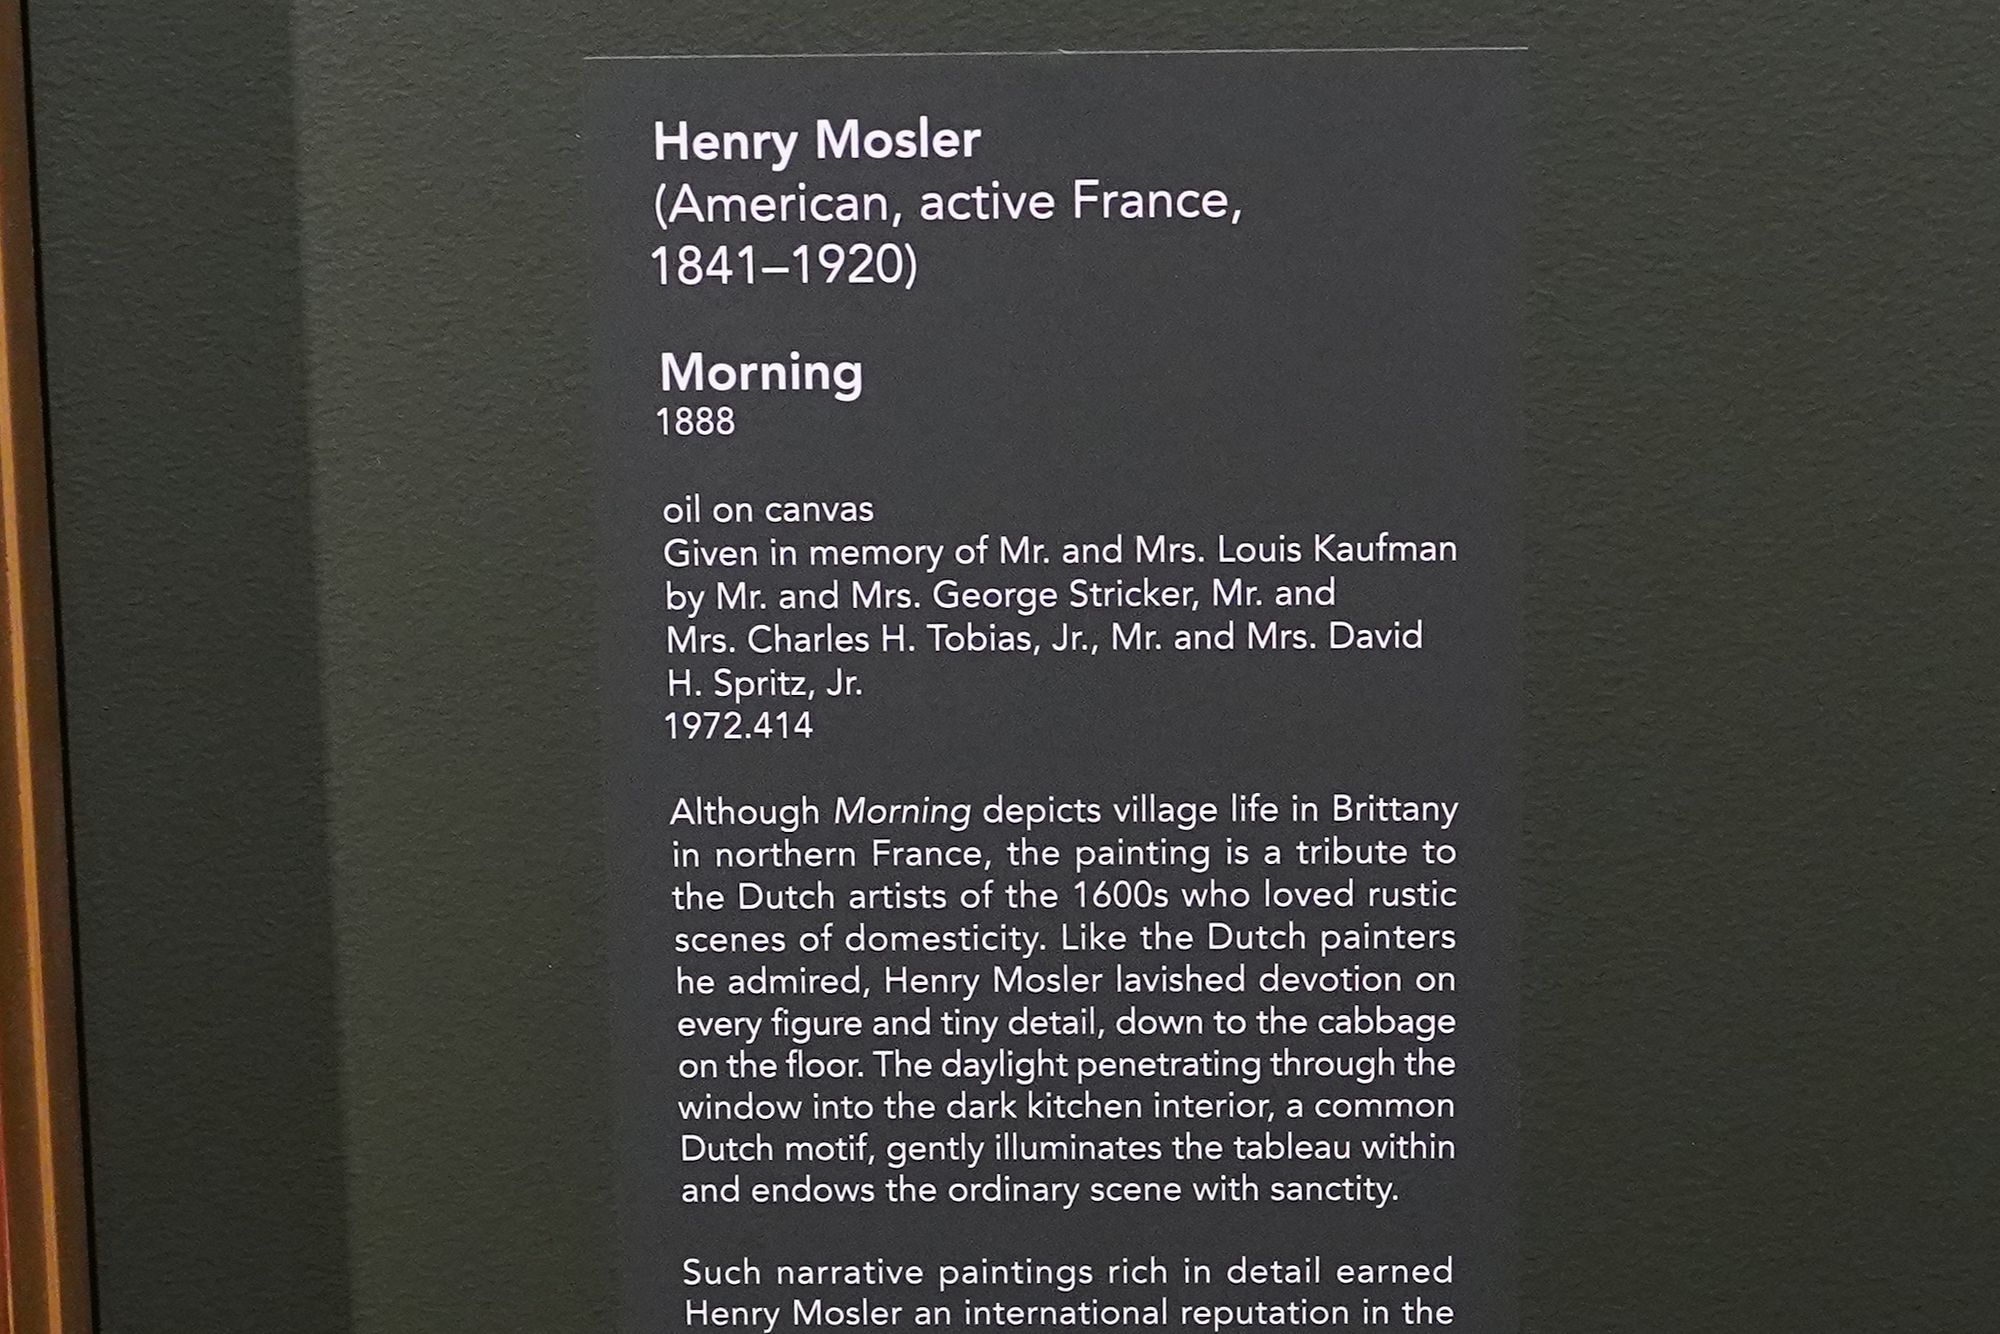 Henry Mosler
(American, active France,
1841–1920)
Morning
1888
oil on canvas
Given in memory of Mr. and Mrs. Louis Kaufman
by Mr. and Mrs. George Stricker, Mr. and
Mrs. Charles H. Tobias, Jr., Mr. and Mrs. David
H. Spritz, Jr.
1972.414
Although Morning depicts village life in Brittany
in northern France, the painting is a tribute to
the Dutch artists of the 1600s who loved rustic
scenes of domesticity. Like the Dutch painters
he admired, Henry Mosler lavished devotion on
every figure and tiny detail, down to the cabbage
on the floor. The daylight penetrating through the
window into the dark kitchen interior, a common
Dutch motif, gently illuminates the tableau within
and endows the ordinary scene with sanctity.
Such narrative paintings rich in detail earned
Henry Mosler an international reputation in the